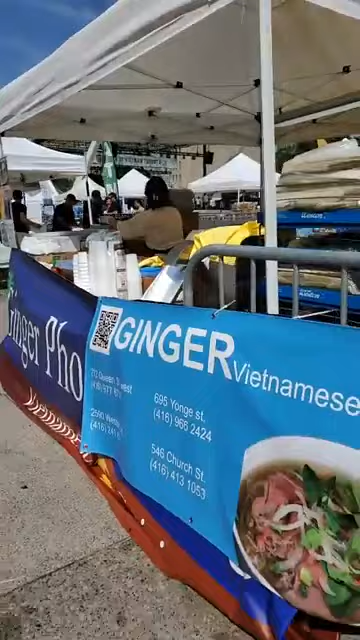 Ginger Pho
GINGER Vietnamese
695 Yonge st.
(416) 966 2424
546 Church St.
(416) 413 1053